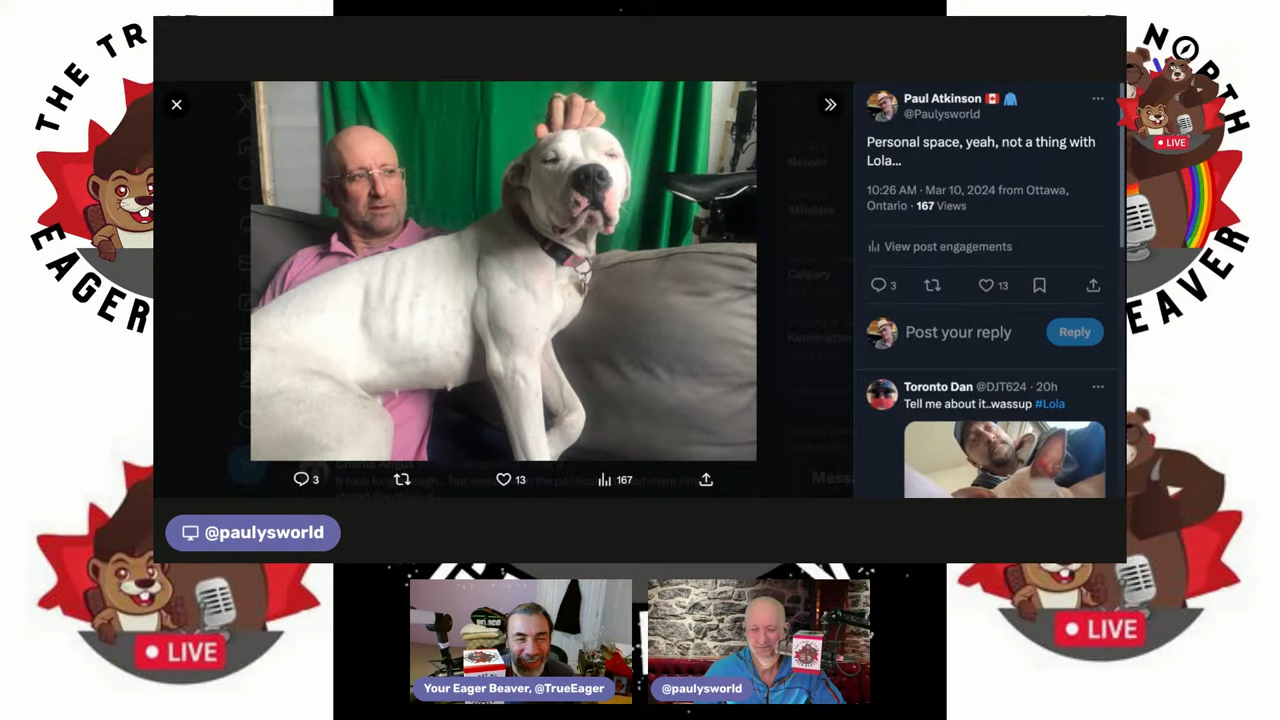 THE TR
EAGER
N RTH
EAVER
LIVE
Paul Atkinson
@Paulysworld
Personal space, yeah, not a thing with
Lola...
10:26 AM · Mar 10, 2024 from Ottawa,
Ontario · 167 Views
View post engagements
3
13
Post your reply
Reply
Toronto Dan @DJT624 · 20h
Tell me about it..wassup #Lola
3
13
167
@paulysworld
LIVE
LIVE
Your Eager Beaver, @TrueEager
@paulysworld